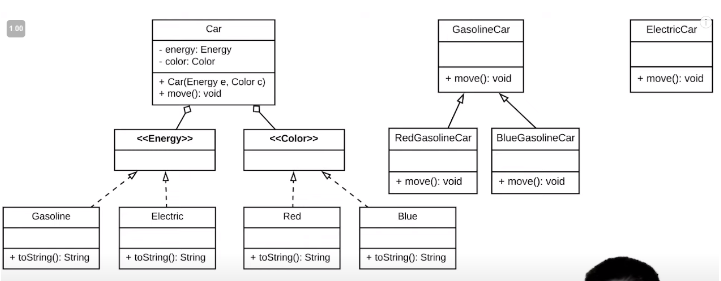 1.00
Car
- energy: Energy
- color: Color
+ Car(Energy e, Color c)
+ move(): void
<<Energy>>
<<Color>>
Gasoline
+ toString(): String
Electric
+ toString(): String
Red
+ toString(): String
Blue
+ toString(): String
GasolineCar
+ move(): void
RedGasolineCar
+ move(): void
BlueGasolineCar
+ move(): void
ElectricCar
+ move(): void